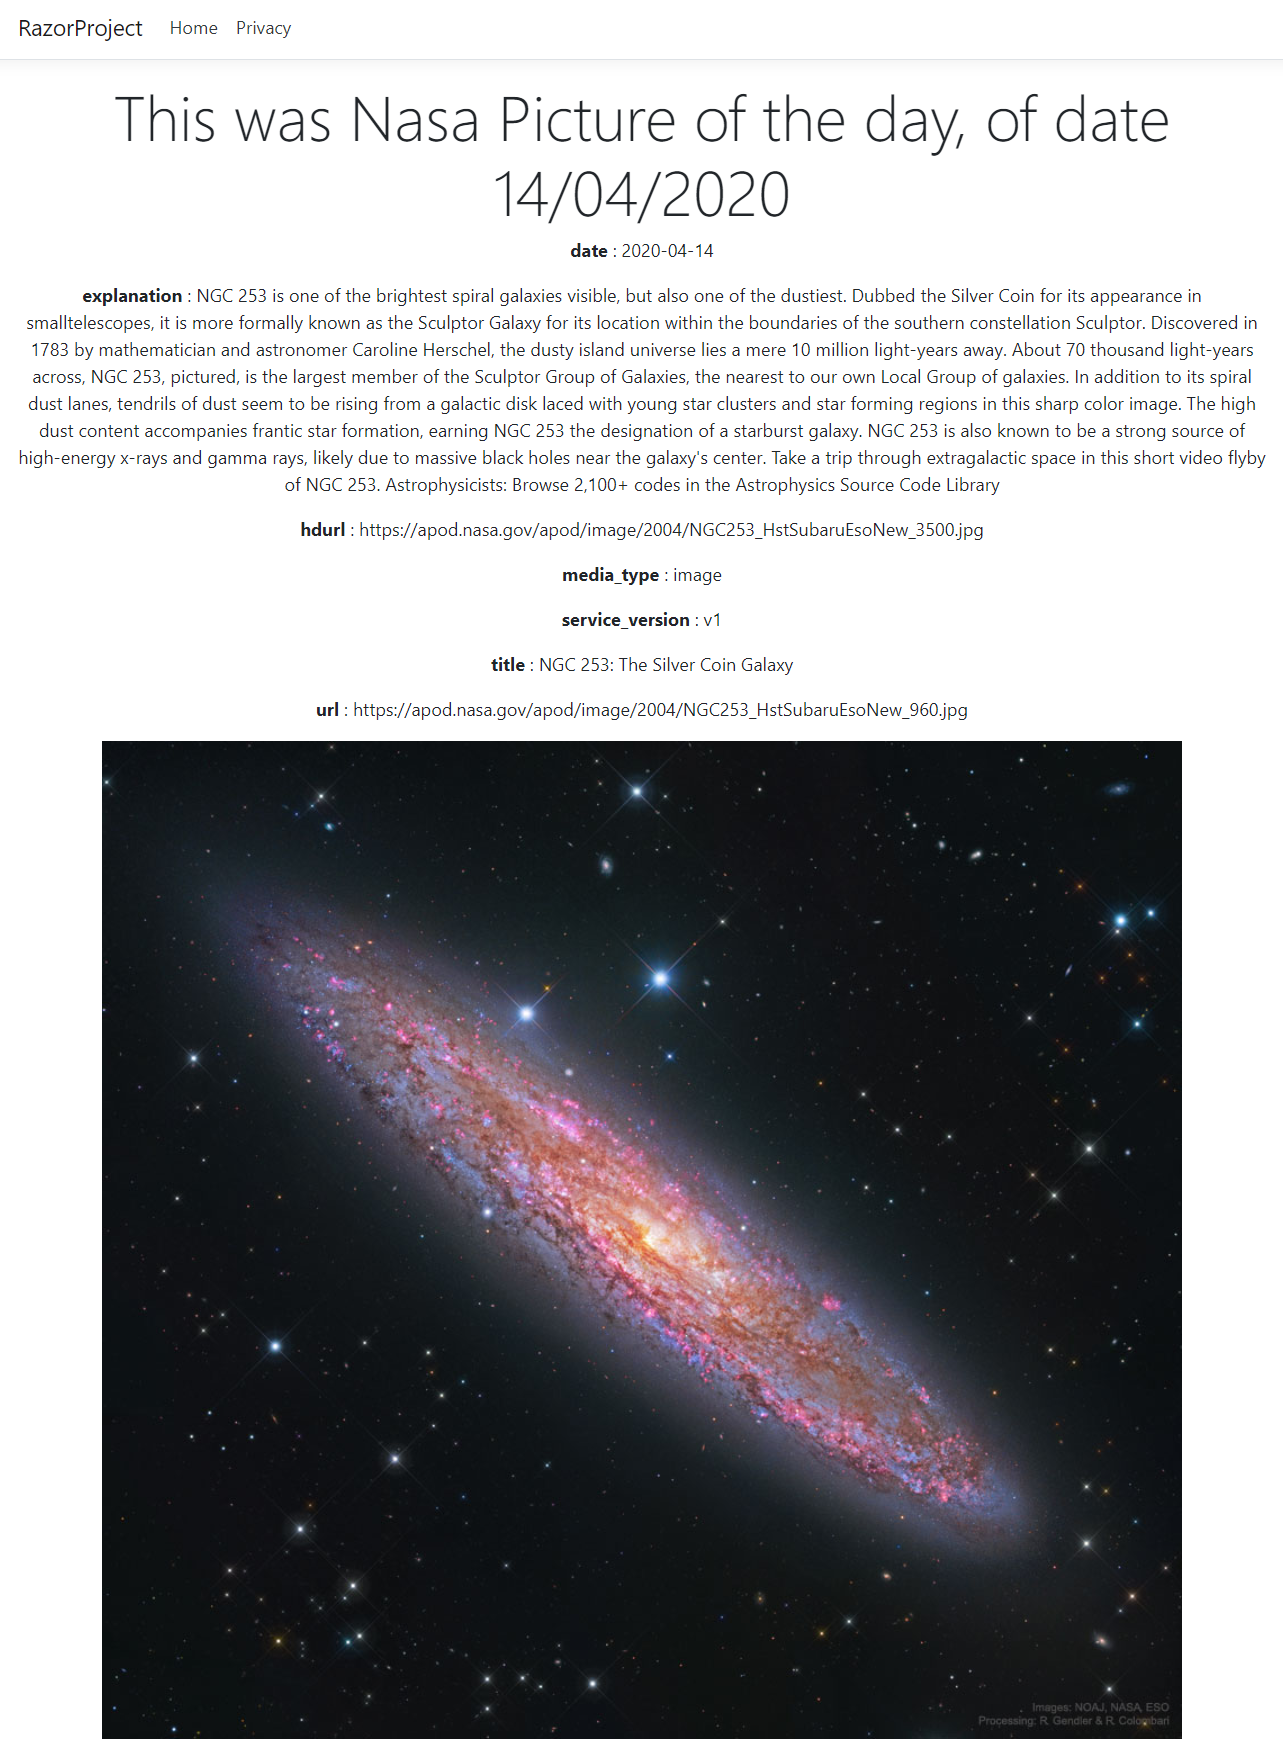 RazorProject Home Privacy
This was Nasa Picture of the day, of date
14/04/2020
date : 2020-04-14
explanation : NGC 253 is one of the brightest spiral galaxies visible, but also one of the dustiest. Dubbed the Silver Coin for its appearance in
smalltelescopes, it is more formally known as the Sculptor Galaxy for its location within the boundaries of the southern constellation Sculptor. Discovered in
1783 by mathematician and astronomer Caroline Herschel, the dusty island universe lies a mere 10 million light-years away. About 70 thousand light-years
across, NGC 253, pictured, is the largest member of the Sculptor Group of Galaxies, the nearest to our own Local Group of galaxies. In addition to its spiral
dust lanes, tendrils of dust seem to be rising from a galactic disk laced with young star clusters and star forming regions in this sharp color image. The high
dust content accompanies frantic star formation, earning NGC 253 the designation of a starburst galaxy. NGC 253 is also known to be a strong source of
high-energy x-rays and gamma rays, likely due to massive black holes near the galaxy's center. Take a trip through extragalactic space in this short video flyby
of NGC 253. Astrophysicists: Browse 2,100+ codes in the Astrophysics Source Code Library
hdurl : https://apod.nasa.gov/apod/image/2004/NGC253_HstSubaruEsoNew_3500.jpg
media_type : image
service_version : v1
title : NGC 253: The Silver Coin Galaxy
url : https://apod.nasa.gov/apod/image/2004/NGC253_HstSubaruEsoNew_960.jpg
Images: NOAJ, NASA, ESO
Processing: R. Gendler & R. Colombari